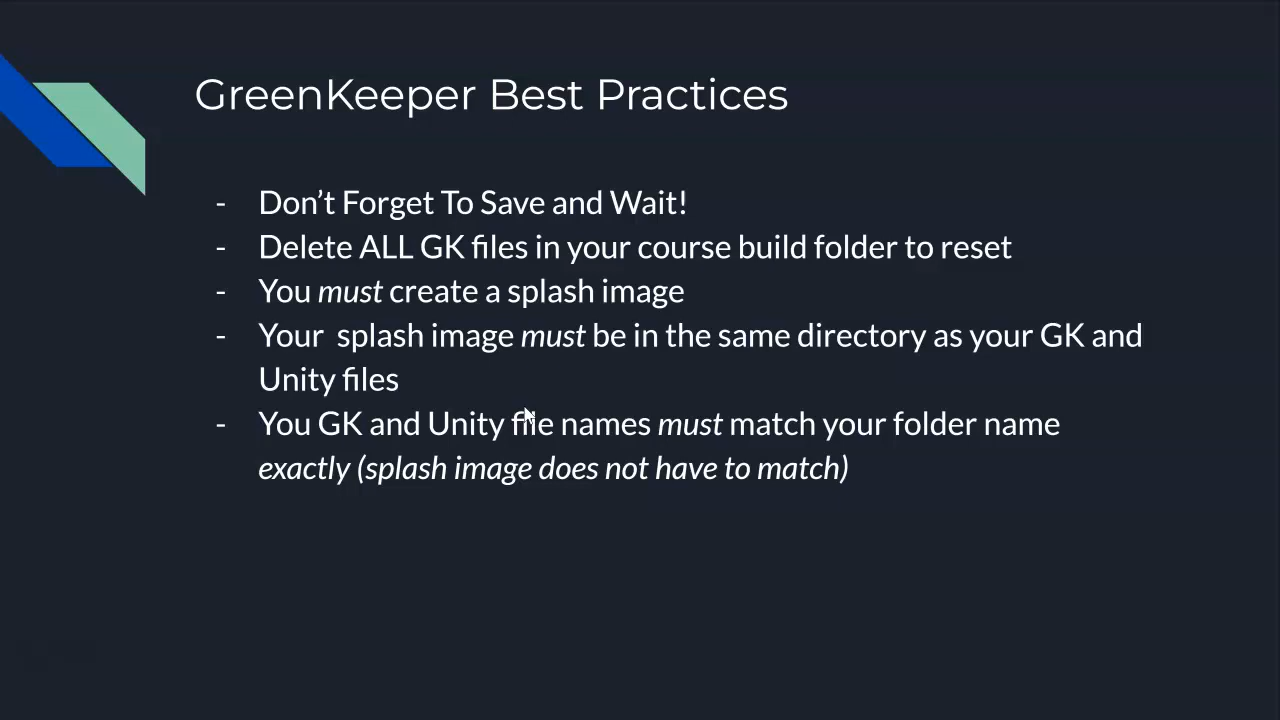 GreenKeeper Best Practices
- Don't Forget To Save and Wait!
- Delete ALL GK files in your course build folder to reset
- You must create a splash image
- Your  splash image must be in the same directory as your GK and
Unity files
- You GK and Unity file names must match your folder name
exactly (splash image does not have to match)